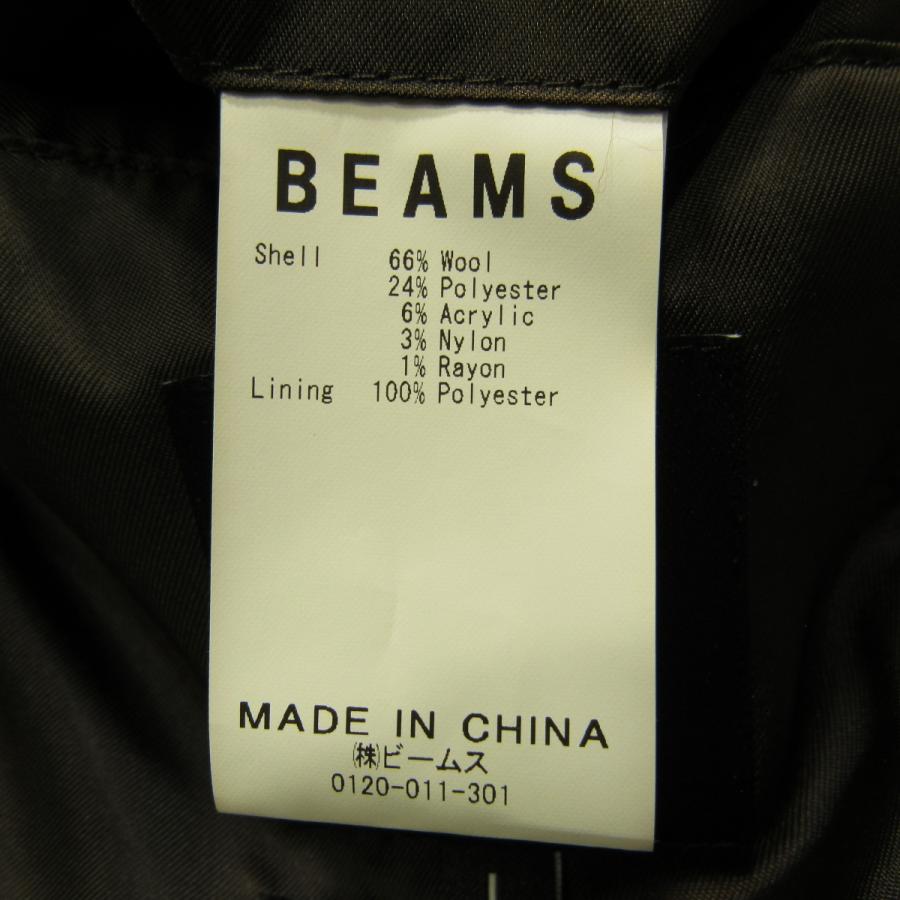 BEAMS
Shell 66% Wool
24% Polyester
6% Acrylic
3% Nylon
1% Rayon
Lining 100% Polyester
MADE IN CHINA
㈱ビームス
0120-011-301